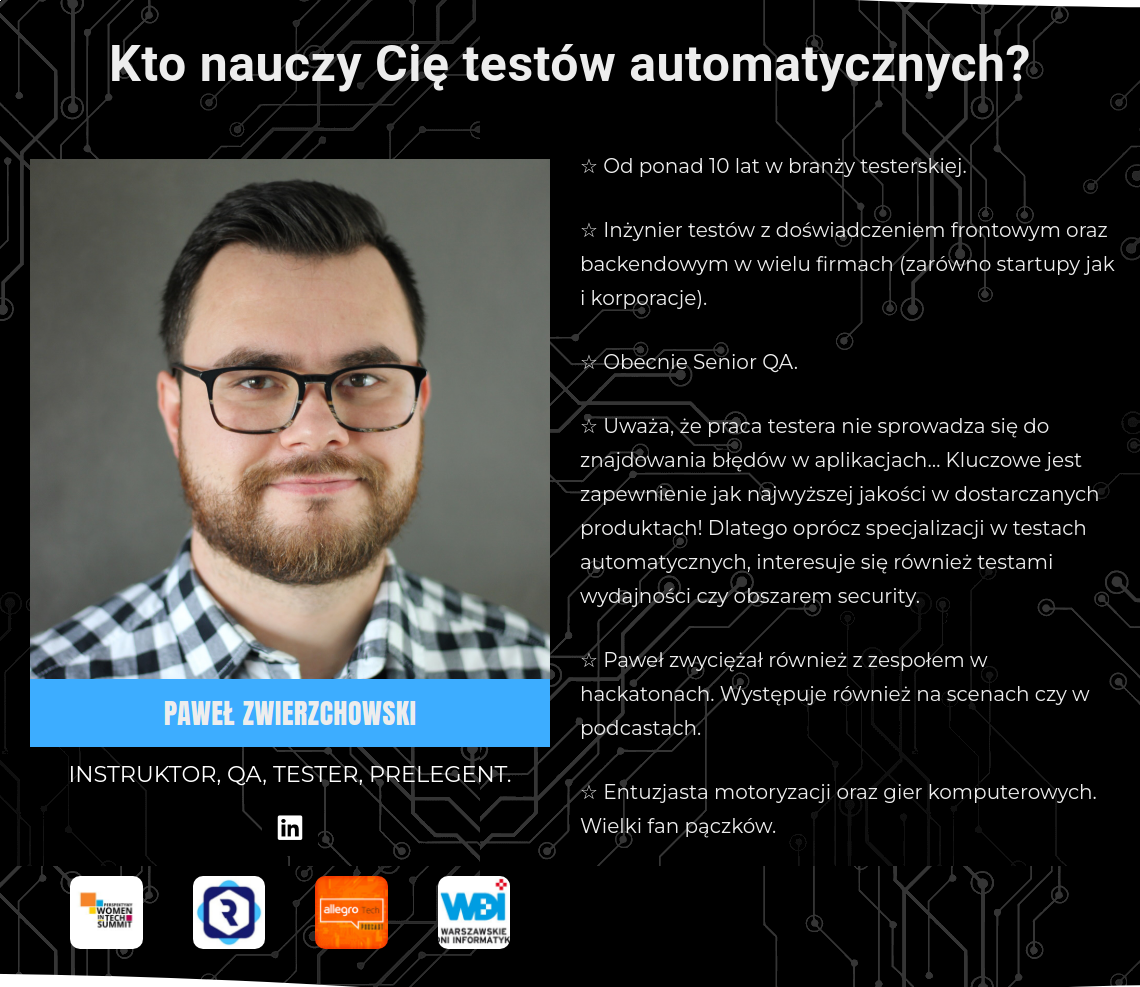 Kto nauczy Cię testów automatycznych?
☆ Od ponad 10 lat w branży testerskiej.
☆ Inżynier testów z doświadczeniem frontowym oraz
backendowym w wielu firmach (zarówno startupy jak
i korporacje).
☆ Obecnie Senior QA.
☆ Uważa, że praca testera nie sprowadza się do
znajdowania błędów w aplikacjach... Kluczowe jest
zapewnienie jak najwyższej jakości w dostarczanych
produktach! Dlatego oprócz specjalizacji w testach
automatycznych, interesuje się również testami
wydajności czy obszarem security.
☆ Paweł zwyciężał również z zespołem w
hackatonach. Występuje również na scenach czy w
podcastach.
☆ Entuzjasta motoryzacji oraz gier komputerowych.
Wielki fan pączków.
PAWEŁ ZWIERZCHOWSKI
INSTRUKTOR, QA, TESTER, PRELEGENT.
in
PERSPEKTYWY
WOMEN
IN TECH
SUMMIT
R
allegro Tech
PODCAST
WDI
WARSZAWSKIE
DNI INFORMATYK